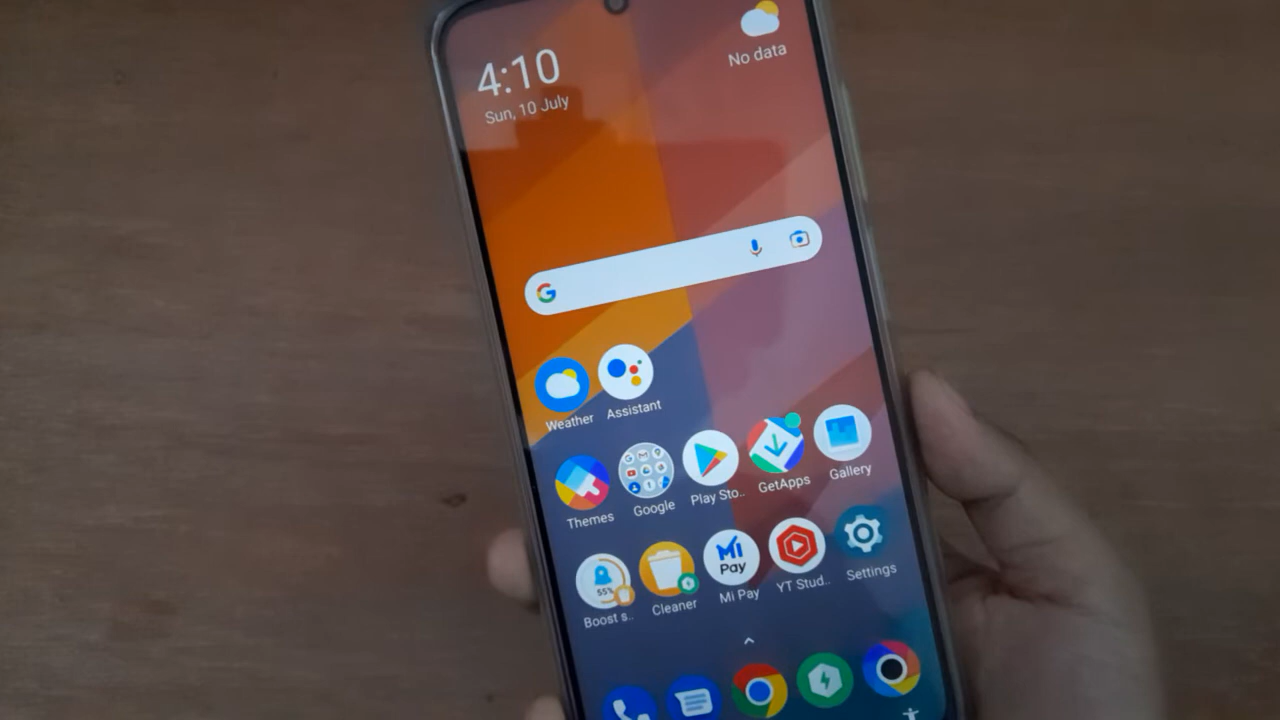 4:10
Sun, 10 July
No data
Weather
Assistant
Themes
Google
Play Sto..
GetApps
Gallery
55%
Boost s..
Cleaner
Mi
Pay
Mi Pay
YT Stud..
Settings